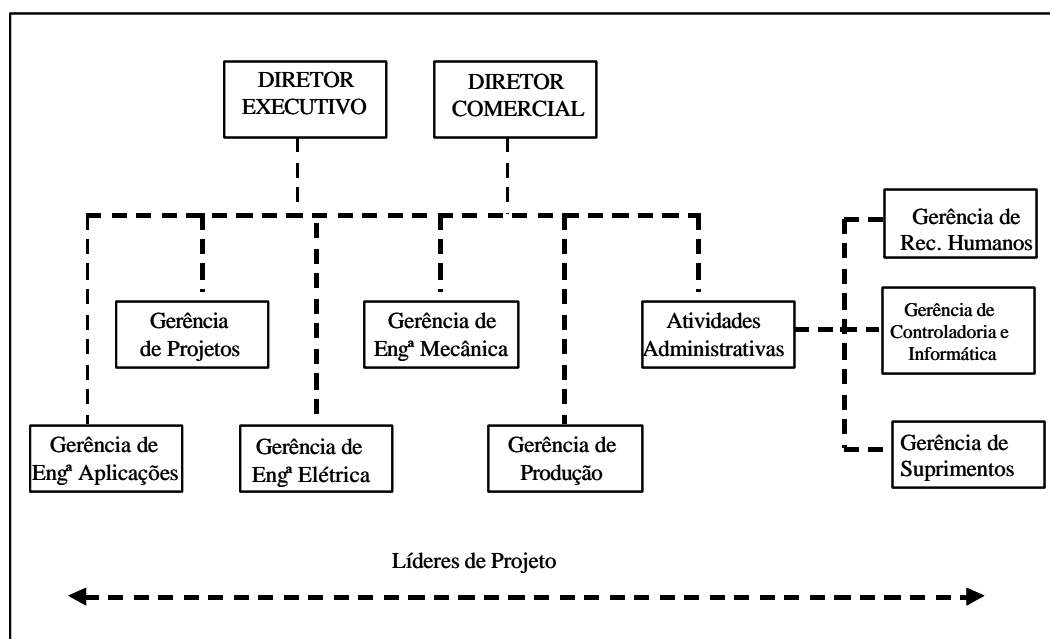 DIRETOR
EXECUTIVO
DIRETOR
COMERCIAL
Gerência de
Rec. Humanos
Gerência
de Projetos
Gerência de
Engª Mecânica
Atividades
Administrativas
Gerência de
Controladoria e
Informática
Gerência de
Engª Aplicações
Gerência de
Engª Elétrica
Gerência de
Produção
Gerência de
Suprimentos
Líderes de Projeto